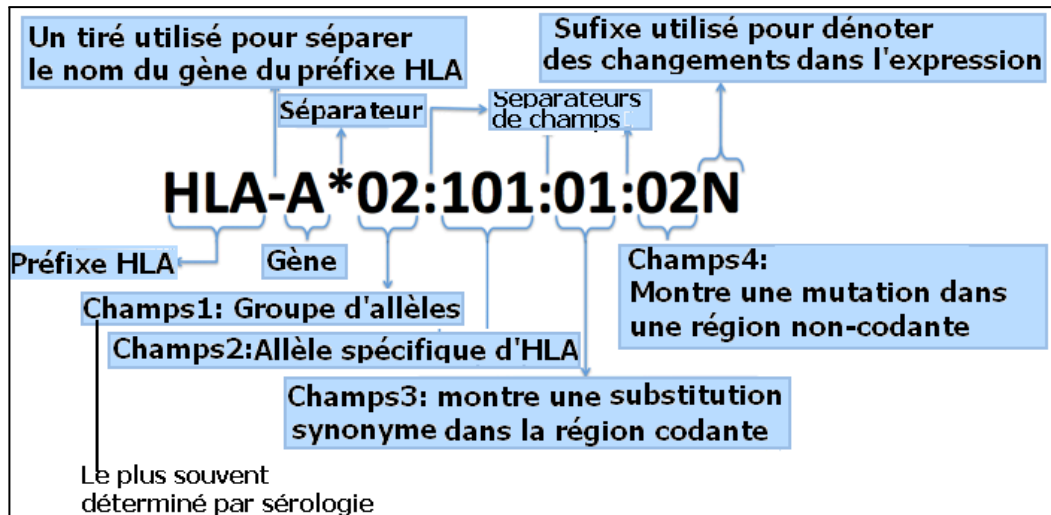 Un tiré utilisé pour séparer
le nom du gène du préfixe HLA
Sufixe utilisé pour dénoter
des changements dans l'expression
Séparateur
Séparateurs
de champs
HLA-A*02:101:01:02N
Préfixe HLA
Gène
Champs1: Groupe d'allèles
Champs2:Allèle spécifique d'HLA
Champs3: montre une substitution
synonyme dans la région codante
Champs4:
Montre une mutation dans
une région non-codante
Le plus souvent
déterminé par sérologie